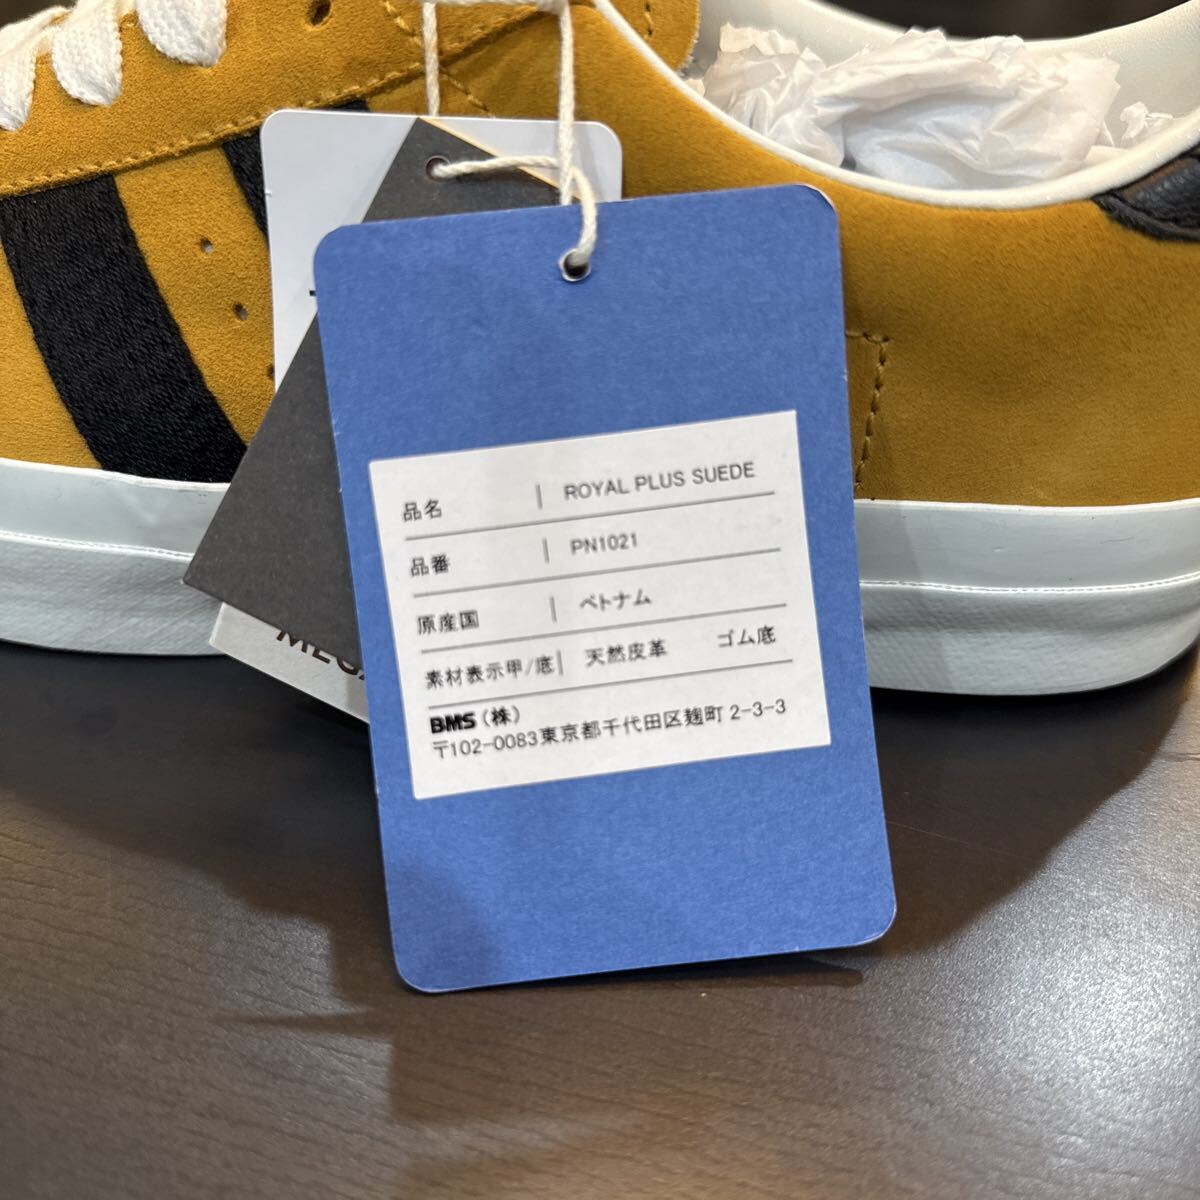 品名 | ROYAL PLUS SUEDE
品番 | PN1021
原産国 | ベトナム
素材表示甲/底| 天然皮革 ゴム底
BMS (株)
〒102-0083東京都千代田区麹町 2-3-3